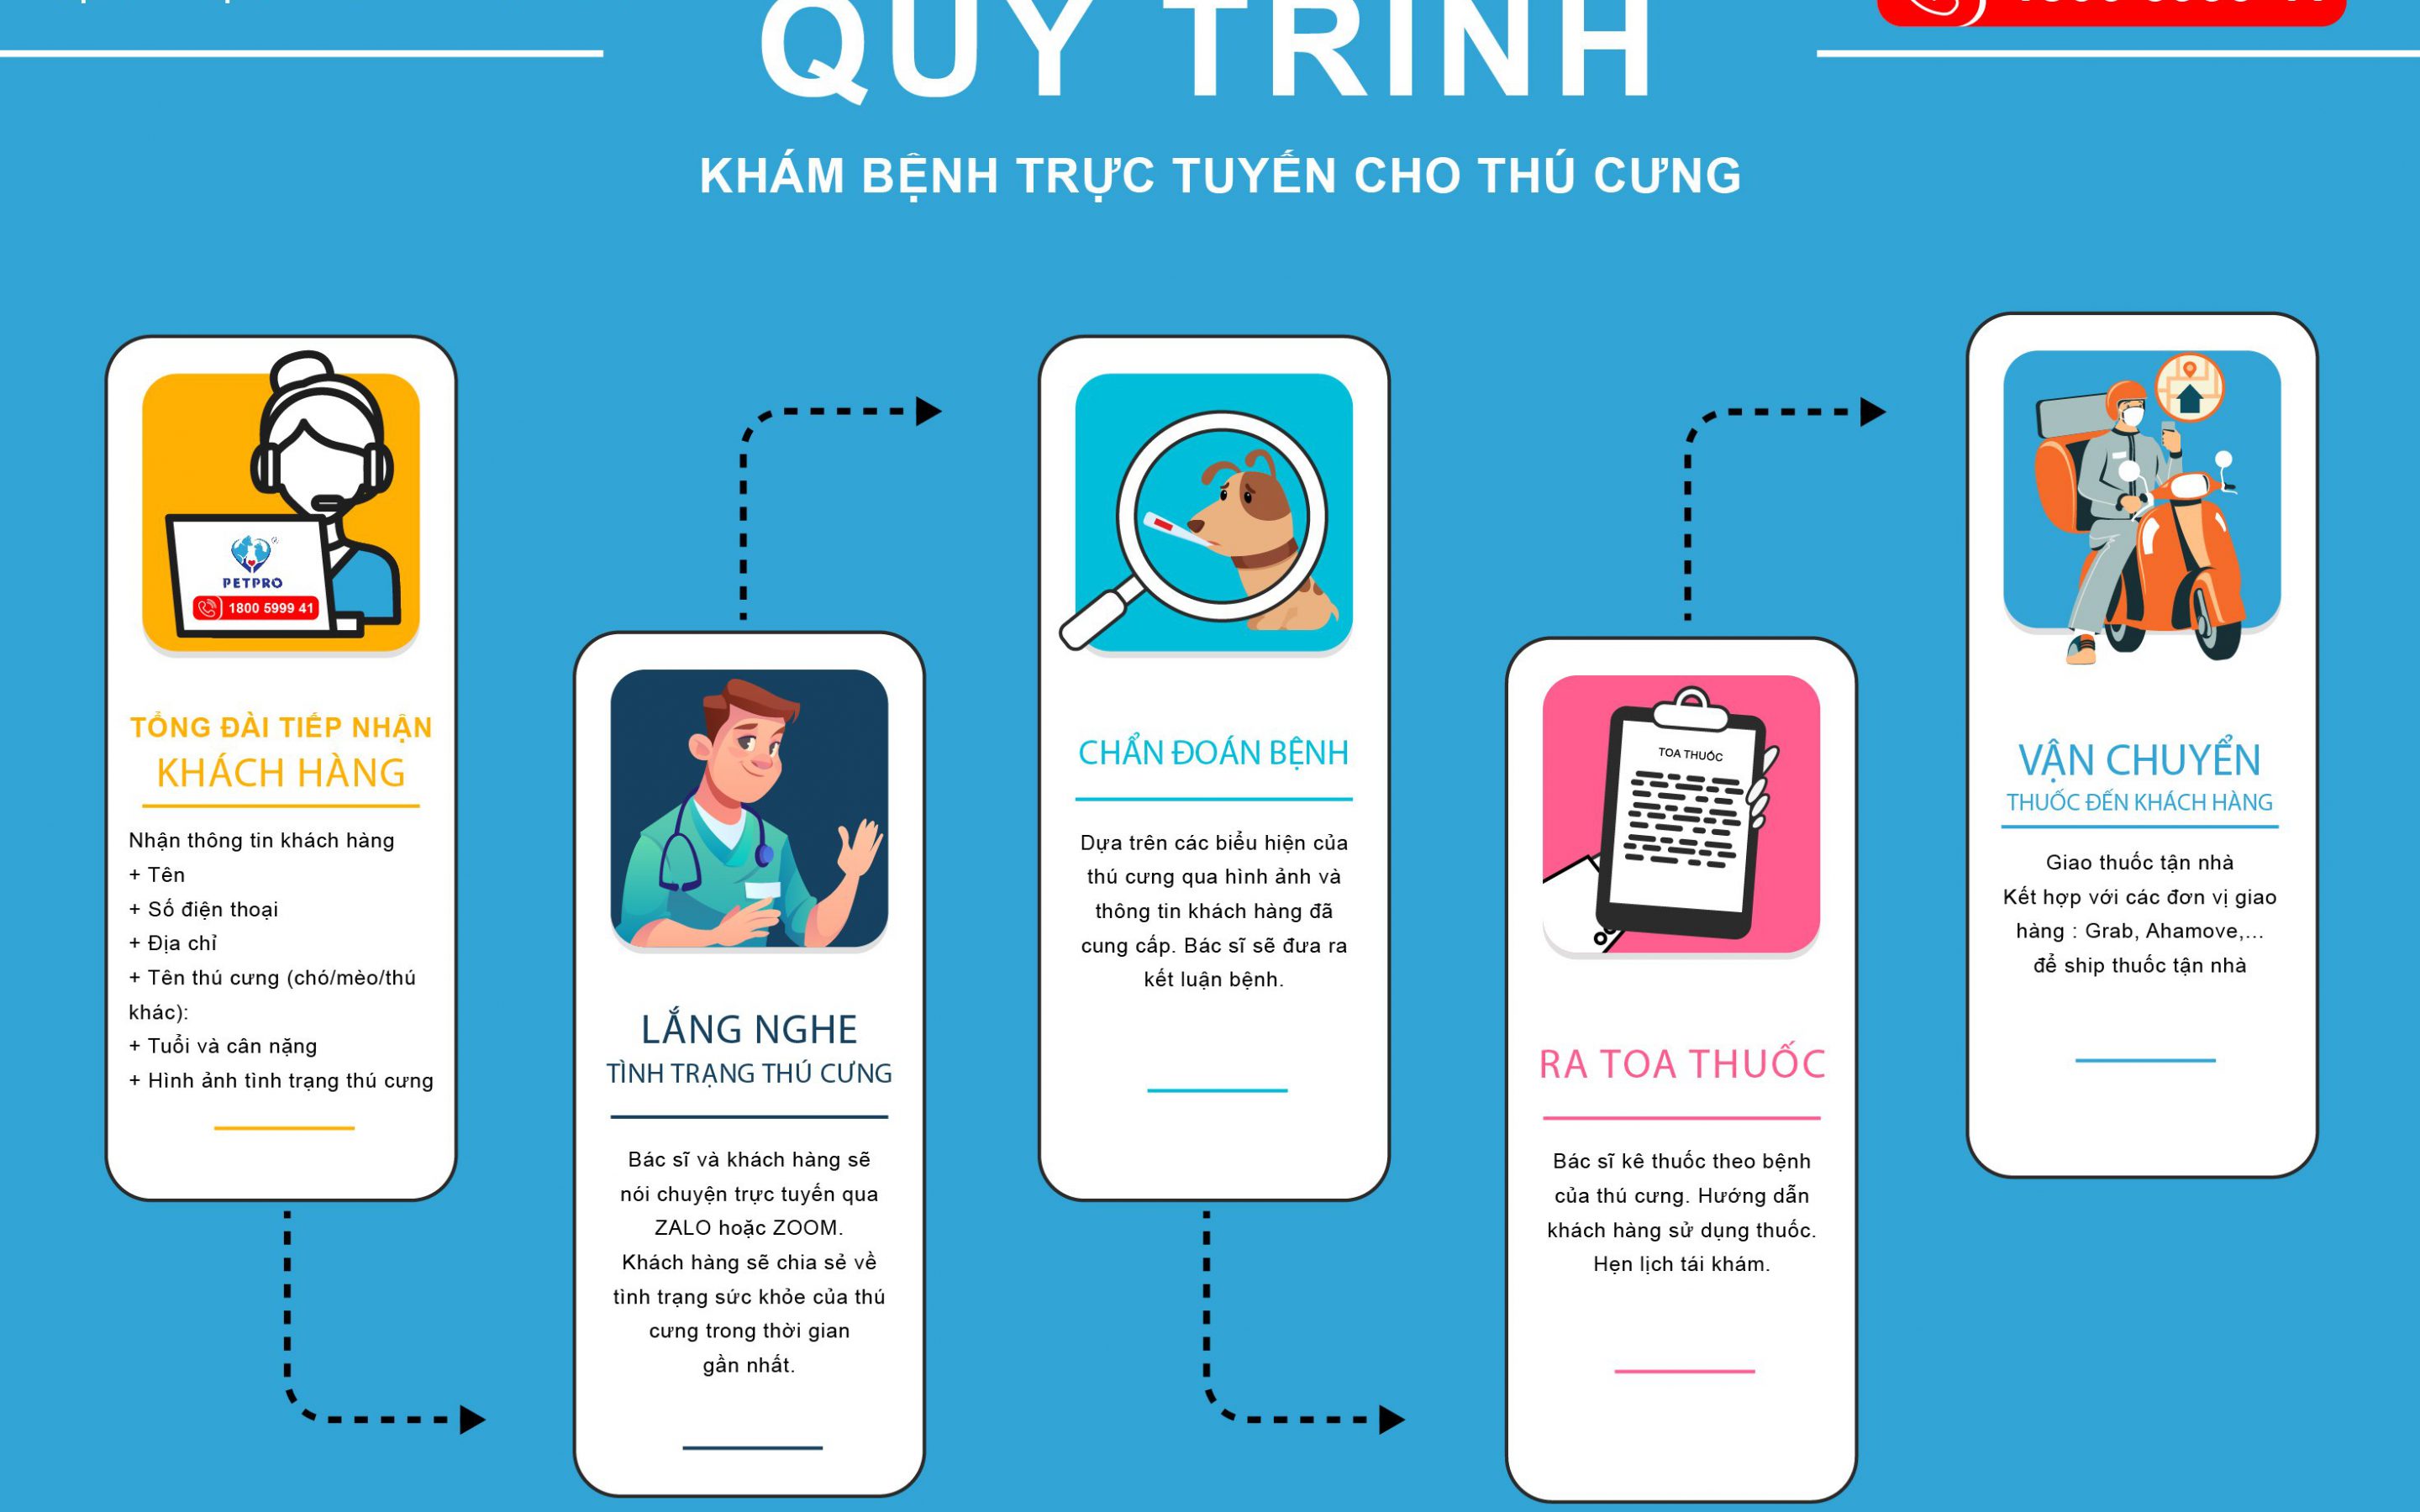 QUY TRÌNH
KHÁM BỆNH TRỰC TUYẾN CHO THÚ CƯNG
PETPRO
1800 5999 41
TỔNG ĐÀI TIẾP NHẬN
KHÁCH HÀNG
Nhận thông tin khách hàng
+ Tên
+ Số điện thoại
+ Địa chỉ
+ Tên thú cưng (chó/mèo/thú
khác):
+ Tuổi và cân nặng
+ Hình ảnh tình trạng thú cưng
LẮNG NGHE
TÌNH TRẠNG THÚ CƯNG
Bác sĩ và khách hàng sẽ
nói chuyện trực tuyến qua
ZALO hoặc ZOOM.
Khách hàng sẽ chia sẻ về
tình trạng sức khỏe của thú
cưng trong thời gian
gần nhất.
CHẨN ĐOÁN BỆNH
Dựa trên các biểu hiện của
thú cưng qua hình ảnh và
thông tin khách hàng đã
cung cấp. Bác sĩ sẽ đưa ra
kết luận bệnh.
TOA THUỐC
RA TOA THUỐC
Bác sĩ kê thuốc theo bệnh
của thú cưng. Hướng dẫn
khách hàng sử dụng thuốc.
Hẹn lịch tái khám.
VẬN CHUYỂN
THUỐC ĐẾN KHÁCH HÀNG
Giao thuốc tận nhà
Kết hợp với các đơn vị giao
hàng : Grab, Ahamove,...
để ship thuốc tận nhà